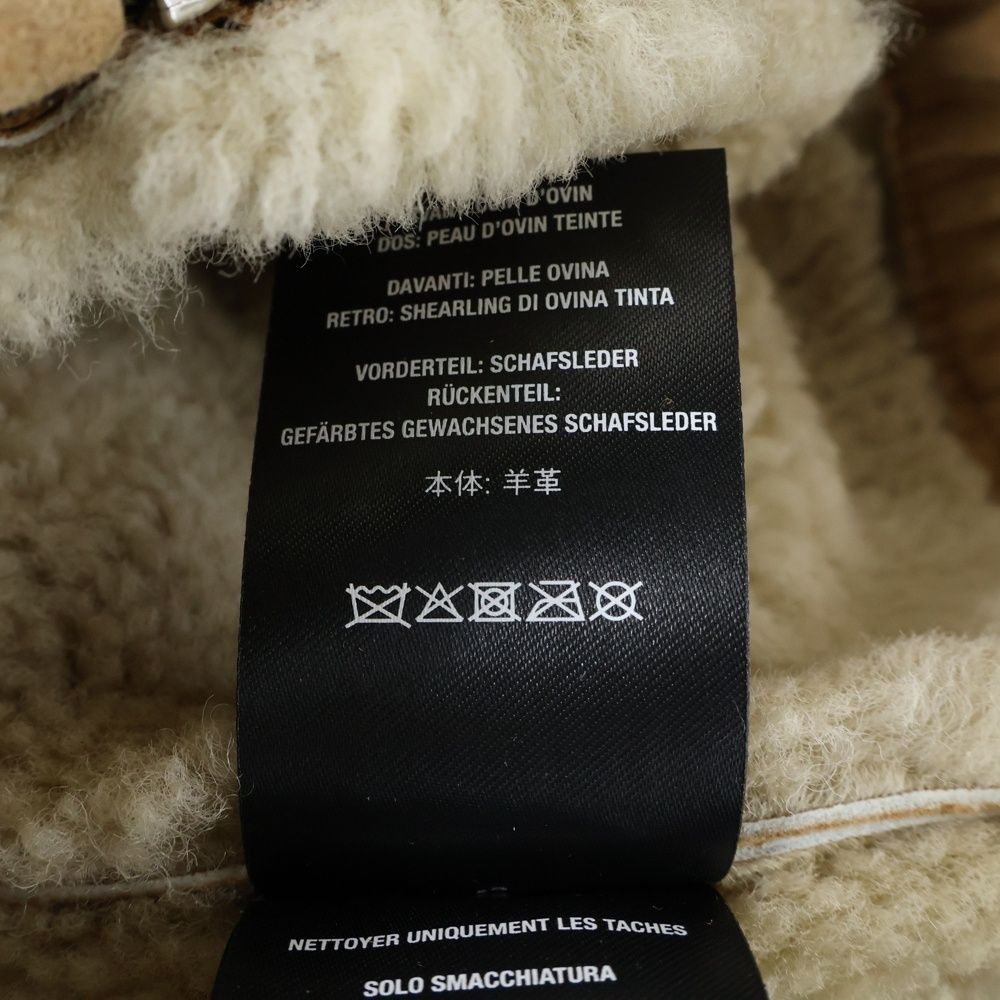 D'OVIN
DOS: PEAU D'OVIN TEINTE
DAVANTI: PELLE OVINA
RETRO: SHEARLING DI OVINA TINTA
VORDERTEIL: SCHAFSLEDER
RÜCKENTEIL:
GEFÄRBTES GEWACHSENES SCHAFSLEDER
本体: 羊革
NETTOYER UNIQUEMENT LES TACHES
SOLO SMACCHIATURA